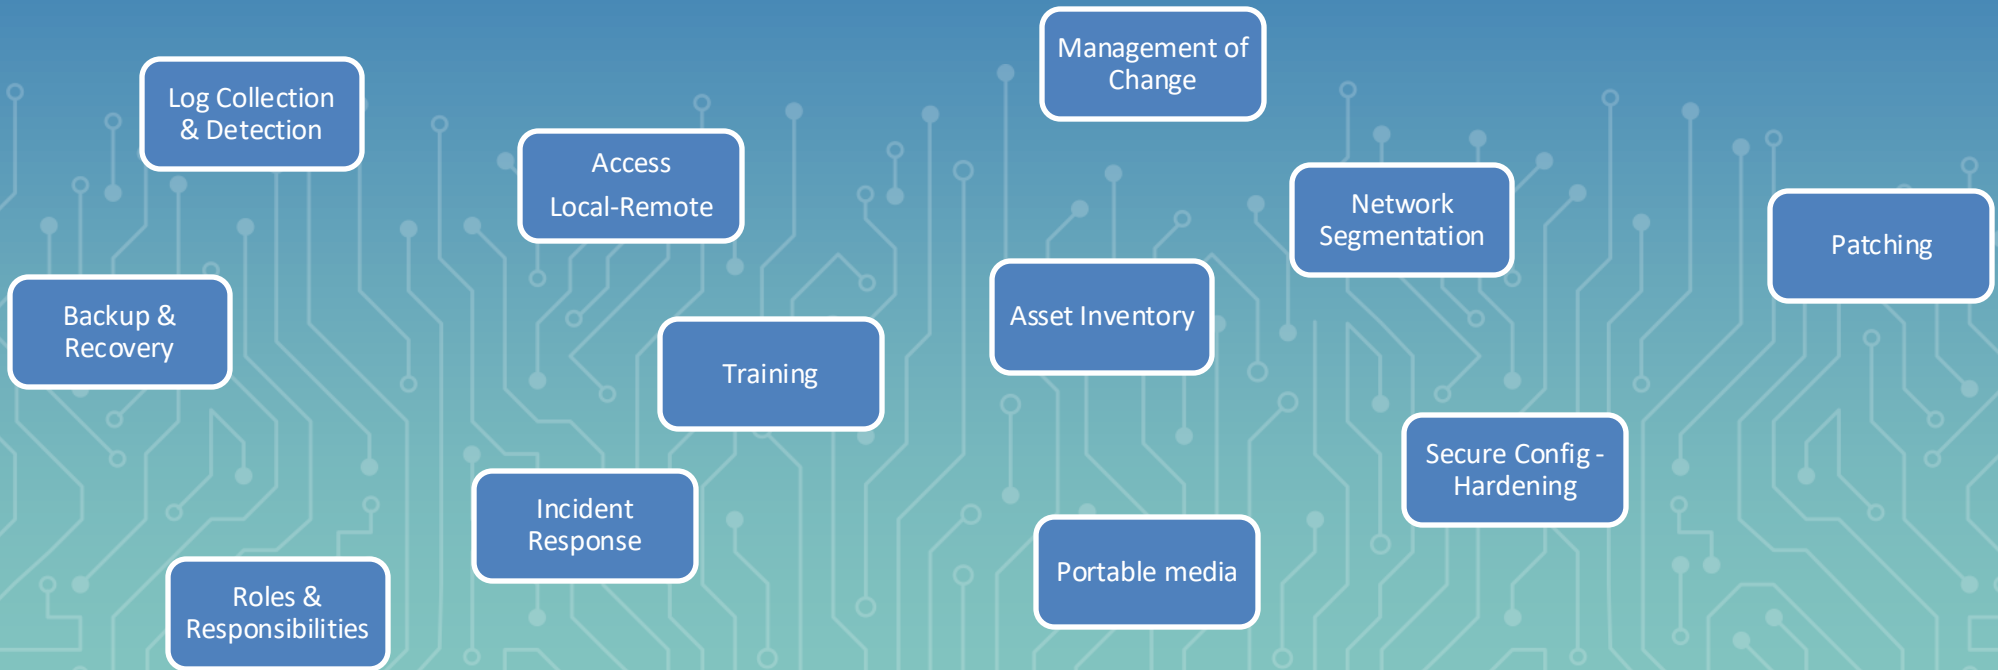 Management of
Change
Log Collection
& Detection
Access
Local-Remote
Network
Segmentation
Patching
Asset Inventory
Backup &
Recovery
Training
Secure Config -
Hardening
Incident
Response
Portable media
Roles &
Responsibilities